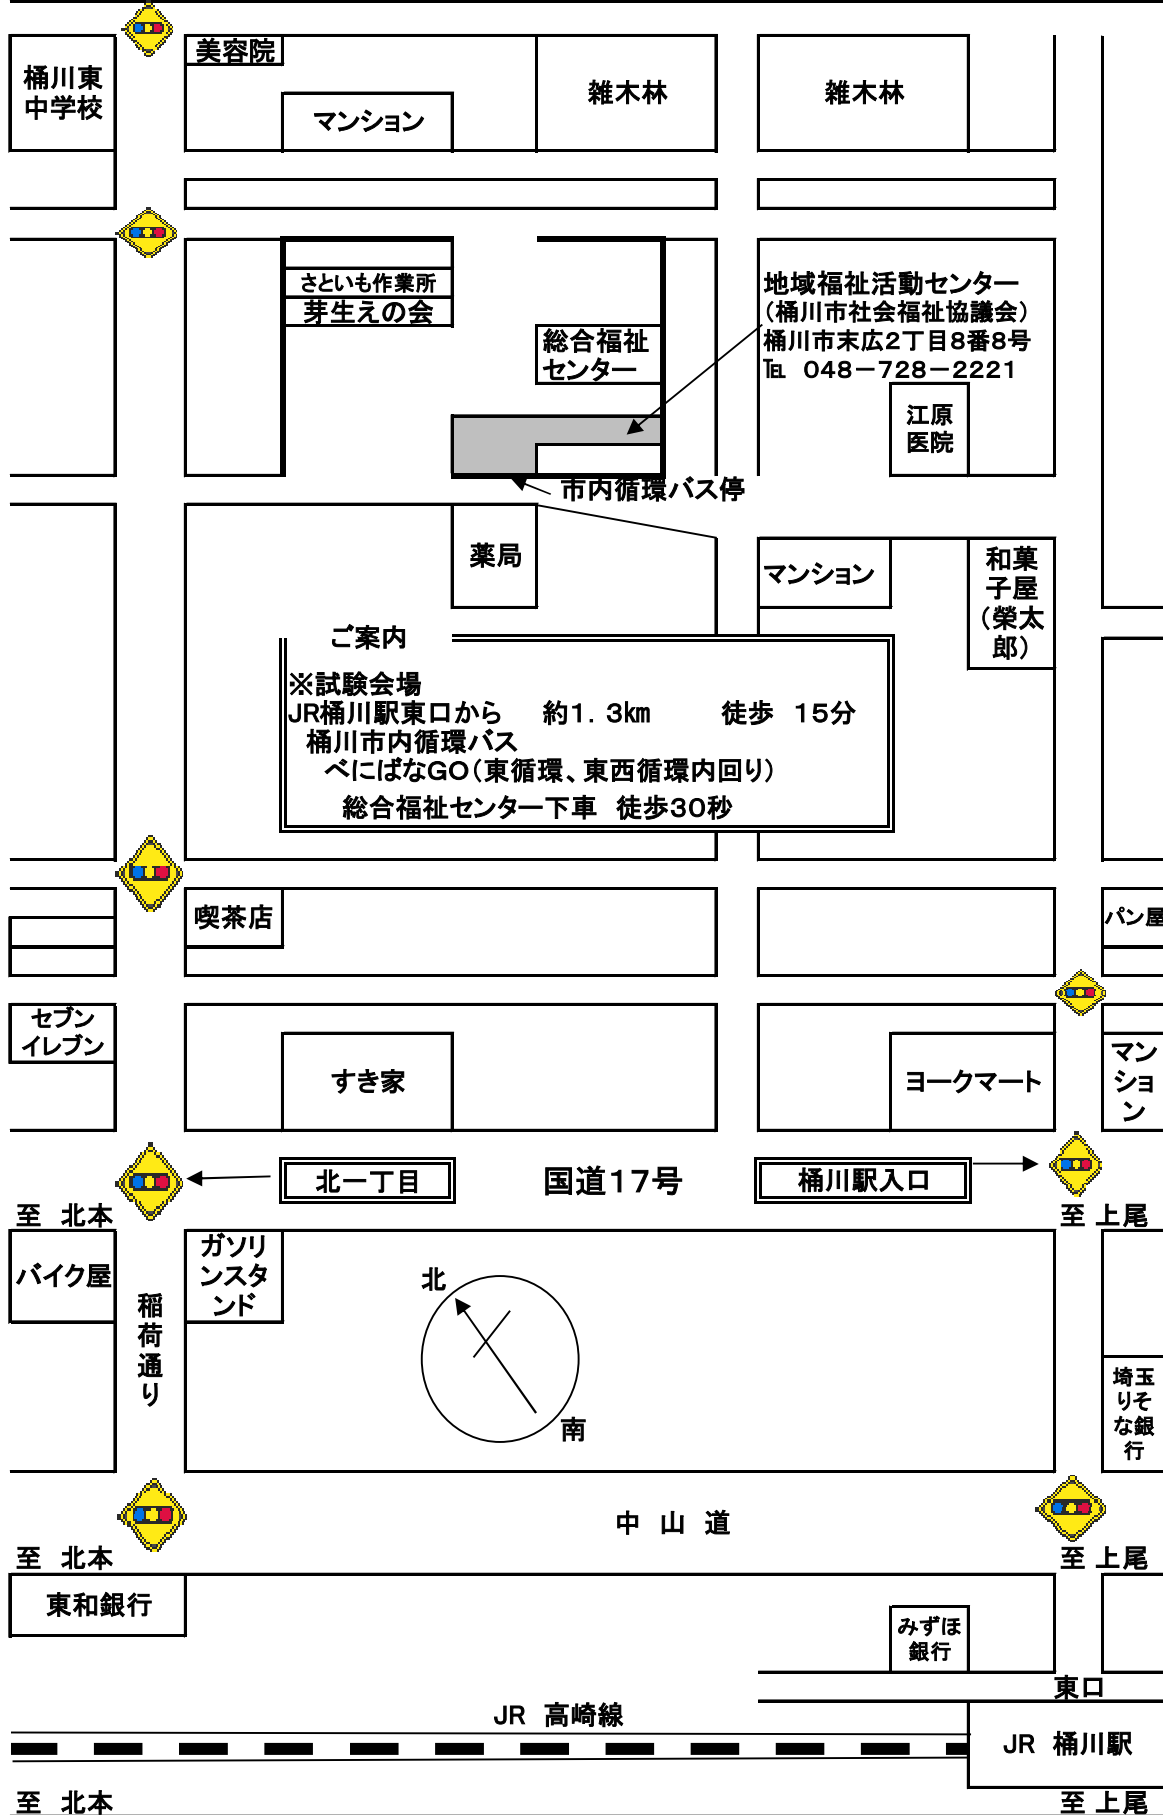 美容院
桶川東
中学校
マンション
雑木林
雑木林
さといも作業所
芽生えの会
総合福祉
センター
地域福祉活動センター
（桶川市社会福祉協議会）
桶川市末広2丁目8番8号
℡ 048－728－2221
江原
医院
市内循環バス停
薬局
マンション
和菓
子屋
（榮太
郎）
ご案内
※試験会場
JR桶川駅東口から 約1．3㎞ 徒歩 15分
桶川市内循環バス
べにばなGO（東循環、東西循環内回り）
総合福祉センター下車 徒歩30秒
喫茶店
パン屋
セブン
イレブン
すき家
ヨークマート
マン
ショ
ン
北一丁目
国道17号
桶川駅入口
至 北本
至 上尾
バイク屋
ガソリ
ンスタ
ンド
稲荷通り
北
南
埼玉
りそ
な銀
行
中 山 道
至 北本
至 上尾
東和銀行
みずほ
銀行
東口
JR 高崎線
JR 桶川駅
至 北本
至 上尾